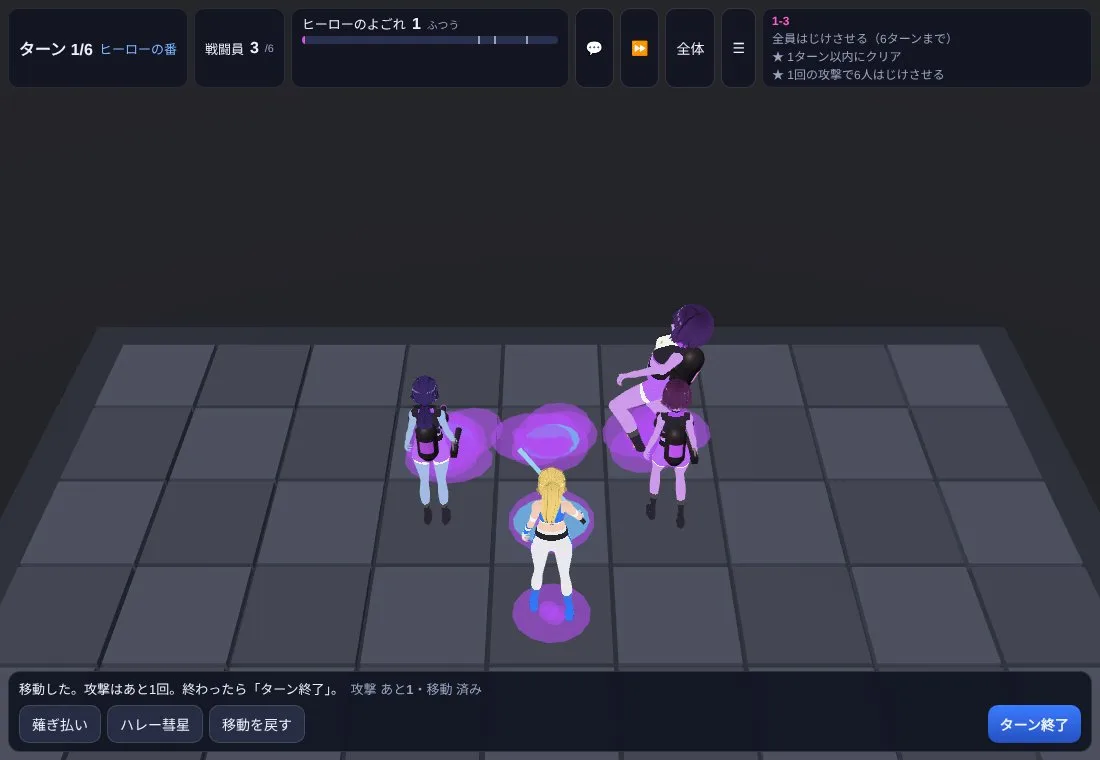 ターン 1/6 ヒーローの番
戦闘員 3 /6
ヒーローのよごれ 1 ふつう
全体
1-3
全員はじけさせる（6ターンまで）
★ 1ターン以内にクリア
★ 1回の攻撃で6人はじけさせる
移動した。攻撃はあと1回。終わったら「ターン終了」。 攻撃 あと1・移動 済み
薙ぎ払い
ハレー彗星
移動を戻す
ターン終了